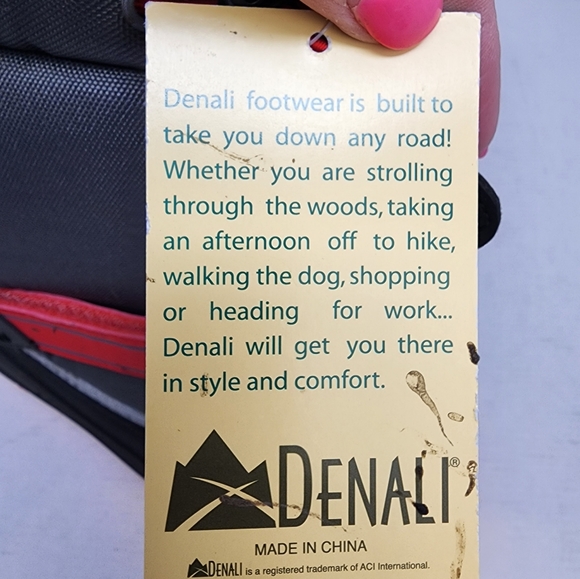 Denali footwear is built to
take you down any road!
Whether you are strolling
through the woods, taking
an afternoon off to hike,
walking the dog, shopping
or heading for work...
Denali will get you there
in style and comfort.
DENALI®
MADE IN CHINA
DENALI is a registered trademark of ACI International.